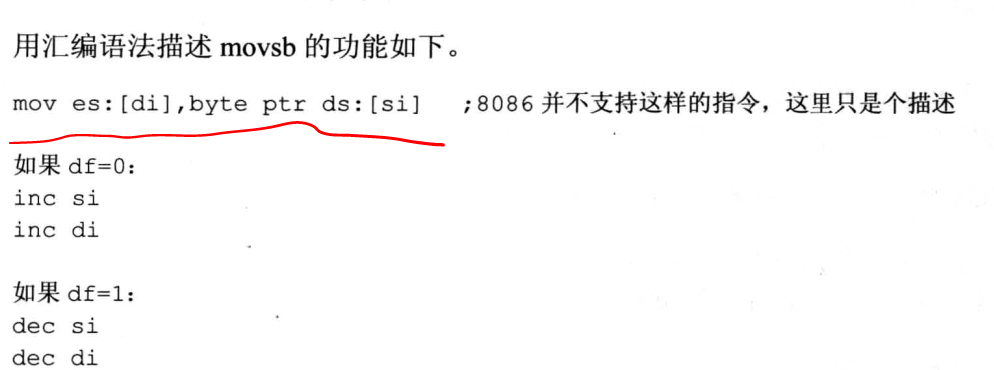 用汇编语法描述 movsb 的功能如下。
mov es:[di],byte ptr ds:[si]   ;8086 并不支持这样的指令，这里只是个描述
如果 df=0：
inc si
inc di
如果 df=1：
dec si
dec di